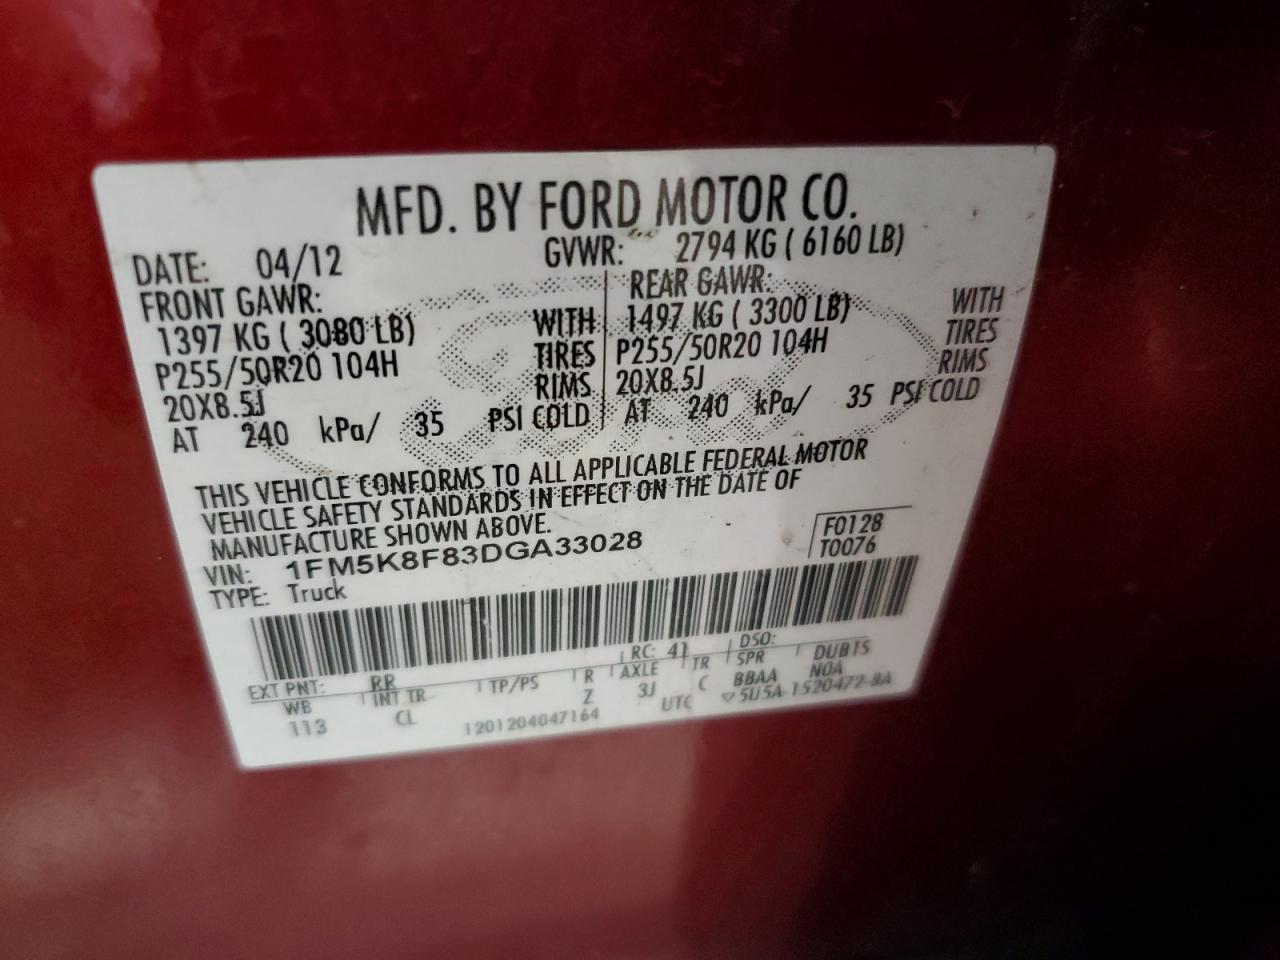 MFD. BY FORD MOTOR CO.
DATE: 04/12 GVWR: 2794 KG ( 6160 LB)
FRONT GAWR: REAR GAWR:
1397 KG ( 3080 LB) WITH 1497 KG ( 3300 LB) WITH
P255/50R20 104H TIRES P255/50R20 104H TIRES
20X8.5J RIMS 20X8.5J RIMS
AT 240 kPa/ 35 PSI COLD AT 240 kPa/ 35 PSI COLD
THIS VEHICLE CONFORMS TO ALL APPLICABLE FEDERAL MOTOR
VEHICLE SAFETY STANDARDS IN EFFECT ON THE DATE OF
MANUFACTURE SHOWN ABOVE.
VIN: 1FM5K8F83DGA33028 F0128
TYPE: Truck T0076
EXT PNT: RR RC: 41 DSO:
WB INT TR TP/PS R AXLE TR SPR DUB1S
113 CL Z 3J C BBAA N0A
1201204047164 UTC ▽5U5A-1520472-BA